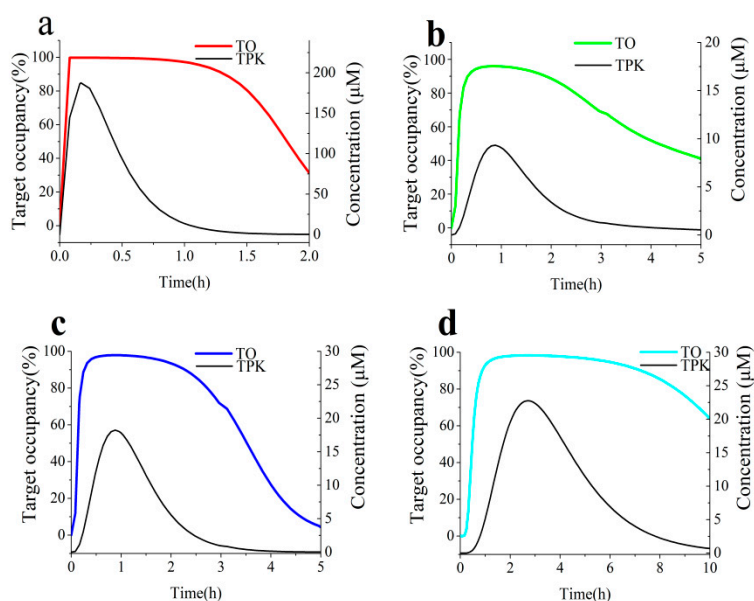 a
TO
TPK
100
80
60
40
20
0
200
150
100
50
0
0.0 0.5 1.0 1.5 2.0
Target occupancy(%)
Concentration (μM)
Time(h)
b
TO
TPK
100
80
60
40
20
0
20
15
10
5
0
0 1 2 3 4 5
Target occupancy(%)
Concentration (μM)
Time(h)
c
TO
TPK
100
80
60
40
20
0
30
25
20
15
10
5
0
0 1 2 3 4 5
Target occupancy(%)
Concentration (μM)
Time(h)
d
TO
TPK
100
80
60
40
20
0
30
25
20
15
10
5
0
0 2 4 6 8 10
Target occupancy(%)
Concentration (μM)
Time(h)